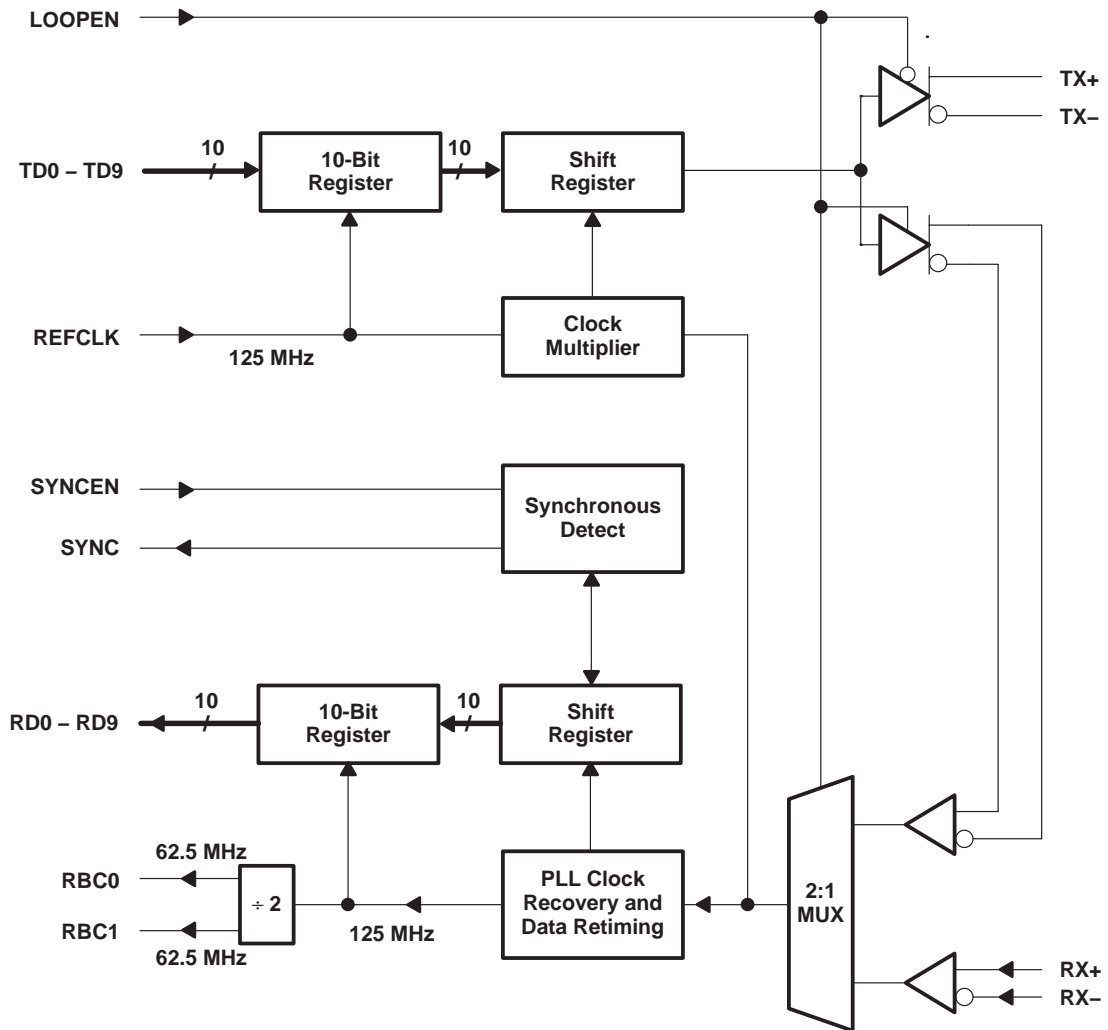 LOOPEN
TX+
TX–
TD0 – TD9
10
10-Bit
Register
10
Shift
Register
REFCLK
125 MHz
Clock
Multiplier
SYNCEN
SYNC
Synchronous
Detect
RD0 – RD9
10
10-Bit
Register
10
Shift
Register
RBC0
62.5 MHz
RBC1
62.5 MHz
÷ 2
125 MHz
PLL Clock
Recovery and
Data Retiming
2:1
MUX
RX+
RX–